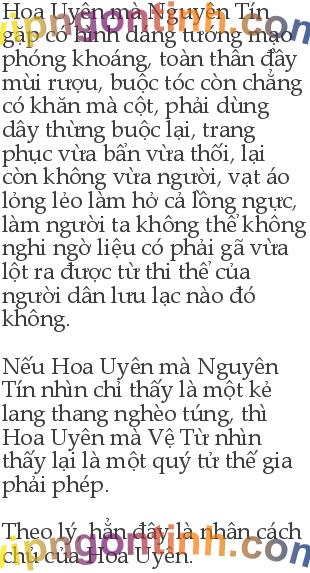 Hoa Uyên mà Nguyên Tín
gặp có hình dáng tướng mạo
phóng khoáng, toàn thân đầy
mùi rượu, buộc tóc còn chẳng
có khăn mà cột, phải dùng
dây thừng buộc lại, trang
phục vừa bẩn vừa thối, lại
còn không vừa người, vạt áo
lỏng lẻo làm hở cả lồng ngực,
làm người ta không thể không
nghi ngờ liệu có phải gã vừa
lột ra được từ thi thể của
người dân lưu lạc nào đó
không.
Nếu Hoa Uyên mà Nguyên
Tín nhìn chỉ thấy là một kẻ
lang thang nghèo túng, thì
Hoa Uyên mà Vệ Từ nhìn
thấy lại là một quý tử thế gia
phải phép.
Theo lý, hẳn đây là nhân cách
chủ của Hoa Uyên.
vipngontinh.com
vipngontinh.com